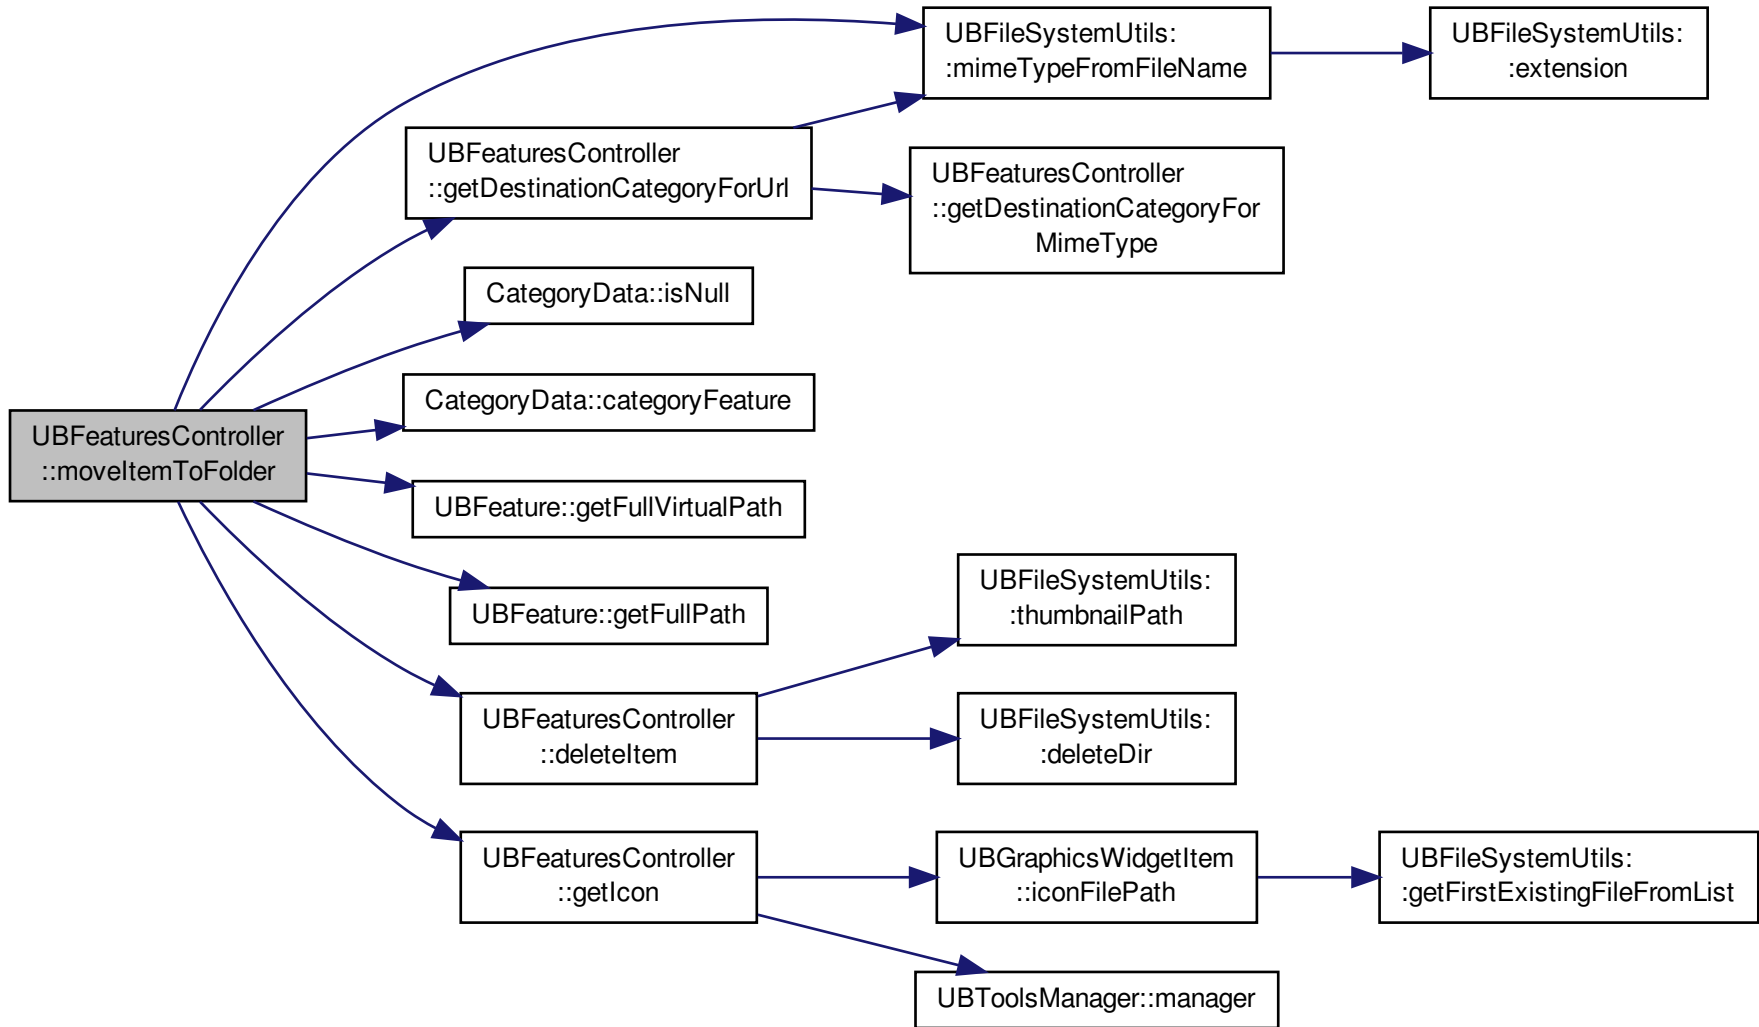 UBFileSystemUtils:
:mimeTypeFromFileName
UBFileSystemUtils:
:extension
UBFeaturesController
::getDestinationCategoryForUrl
UBFeaturesController
::getDestinationCategoryFor
MimeType
CategoryData::isNull
CategoryData::categoryFeature
UBFeaturesController
::moveItemToFolder
UBFeature::getFullVirtualPath
UBFeature::getFullPath
UBFileSystemUtils:
:thumbnailPath
UBFeaturesController
::deleteItem
UBFileSystemUtils:
:deleteDir
UBFeaturesController
::getIcon
UBGraphicsWidgetItem
::iconFilePath
UBFileSystemUtils:
:getFirstExistingFileFromList
UBToolsManager::manager